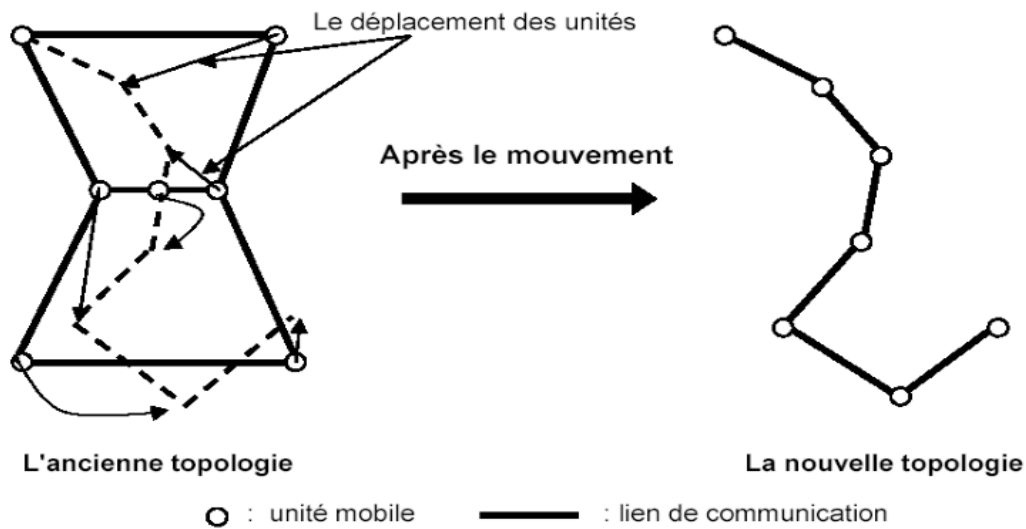 Le déplacement des unités
Après le mouvement
L'ancienne topologie
La nouvelle topologie
: unité mobile
: lien de communication